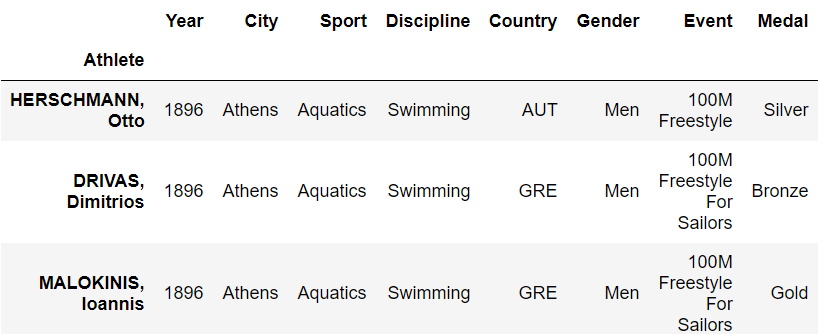 Year City Sport Discipline Country Gender Event Medal
Athlete
HERSCHMANN, Otto 1896 Athens Aquatics Swimming AUT Men 100M Freestyle Silver
DRIVAS, Dimitrios 1896 Athens Aquatics Swimming GRE Men 100M Freestyle For Sailors Bronze
MALOKINIS, Ioannis 1896 Athens Aquatics Swimming GRE Men 100M Freestyle For Sailors Gold